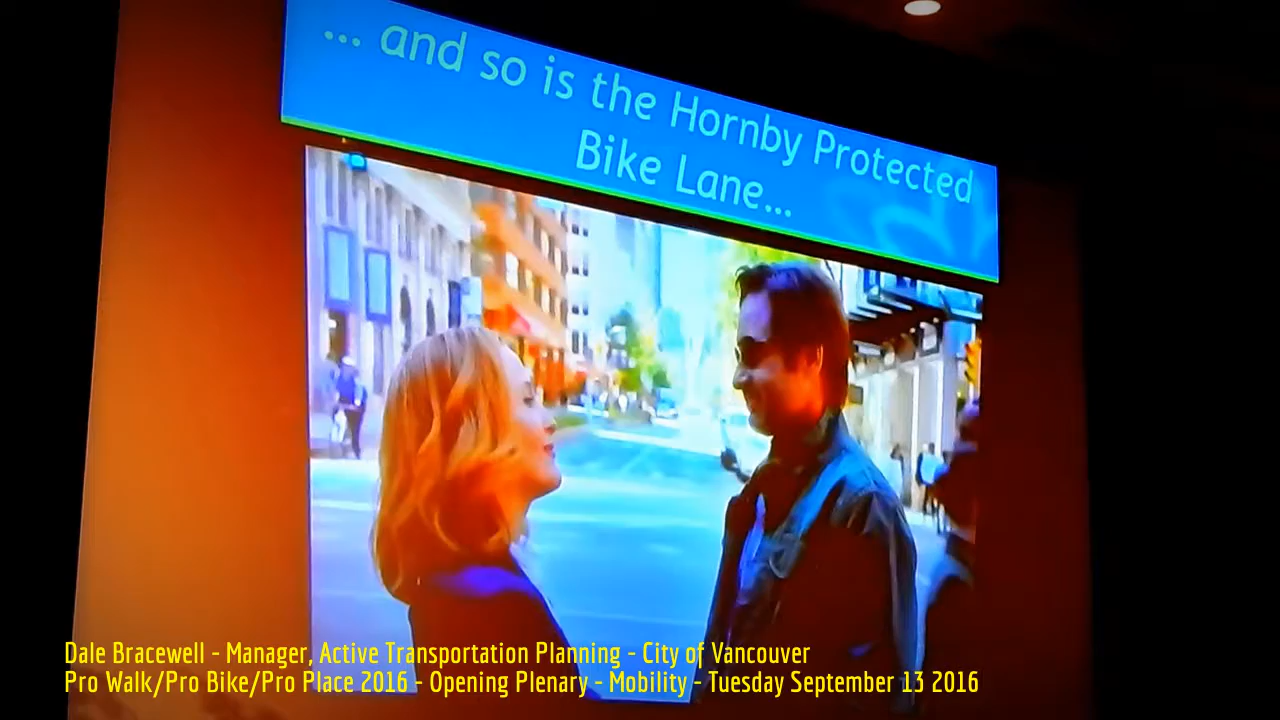 ... and so is the Hornby Protected
Bike Lane...
Dale Bracewell - Manager, Active Transportation Planning - City of Vancouver
Pro Walk/Pro Bike/Pro Place 2016 - Opening Plenary - Mobility - Tuesday September 13 2016